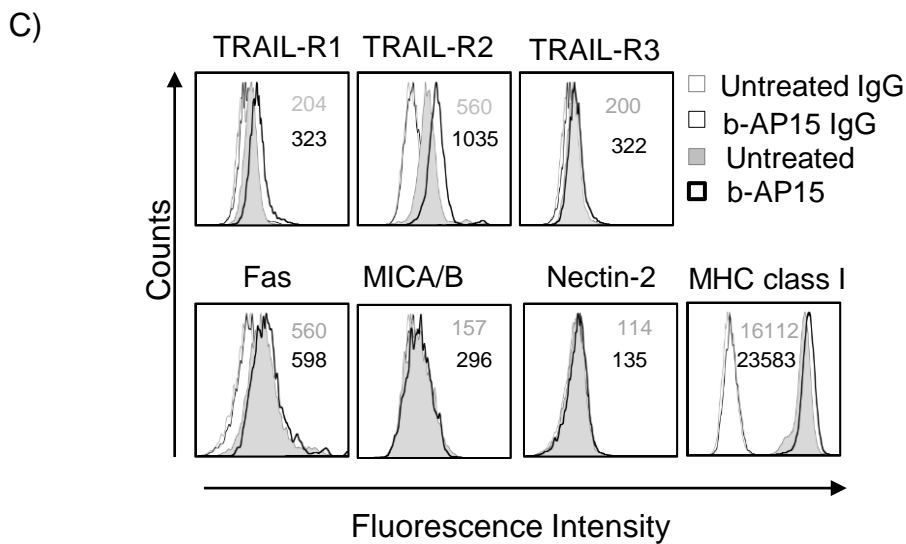 C)
TRAIL-R1 TRAIL-R2 TRAIL-R3
204
323
560
1035
200
322
Untreated IgG
b-AP15 IgG
Untreated
b-AP15
Counts
Fas MICA/B Nectin-2 MHC class I
560
598
157
296
114
135
16112
23583
Fluorescence Intensity